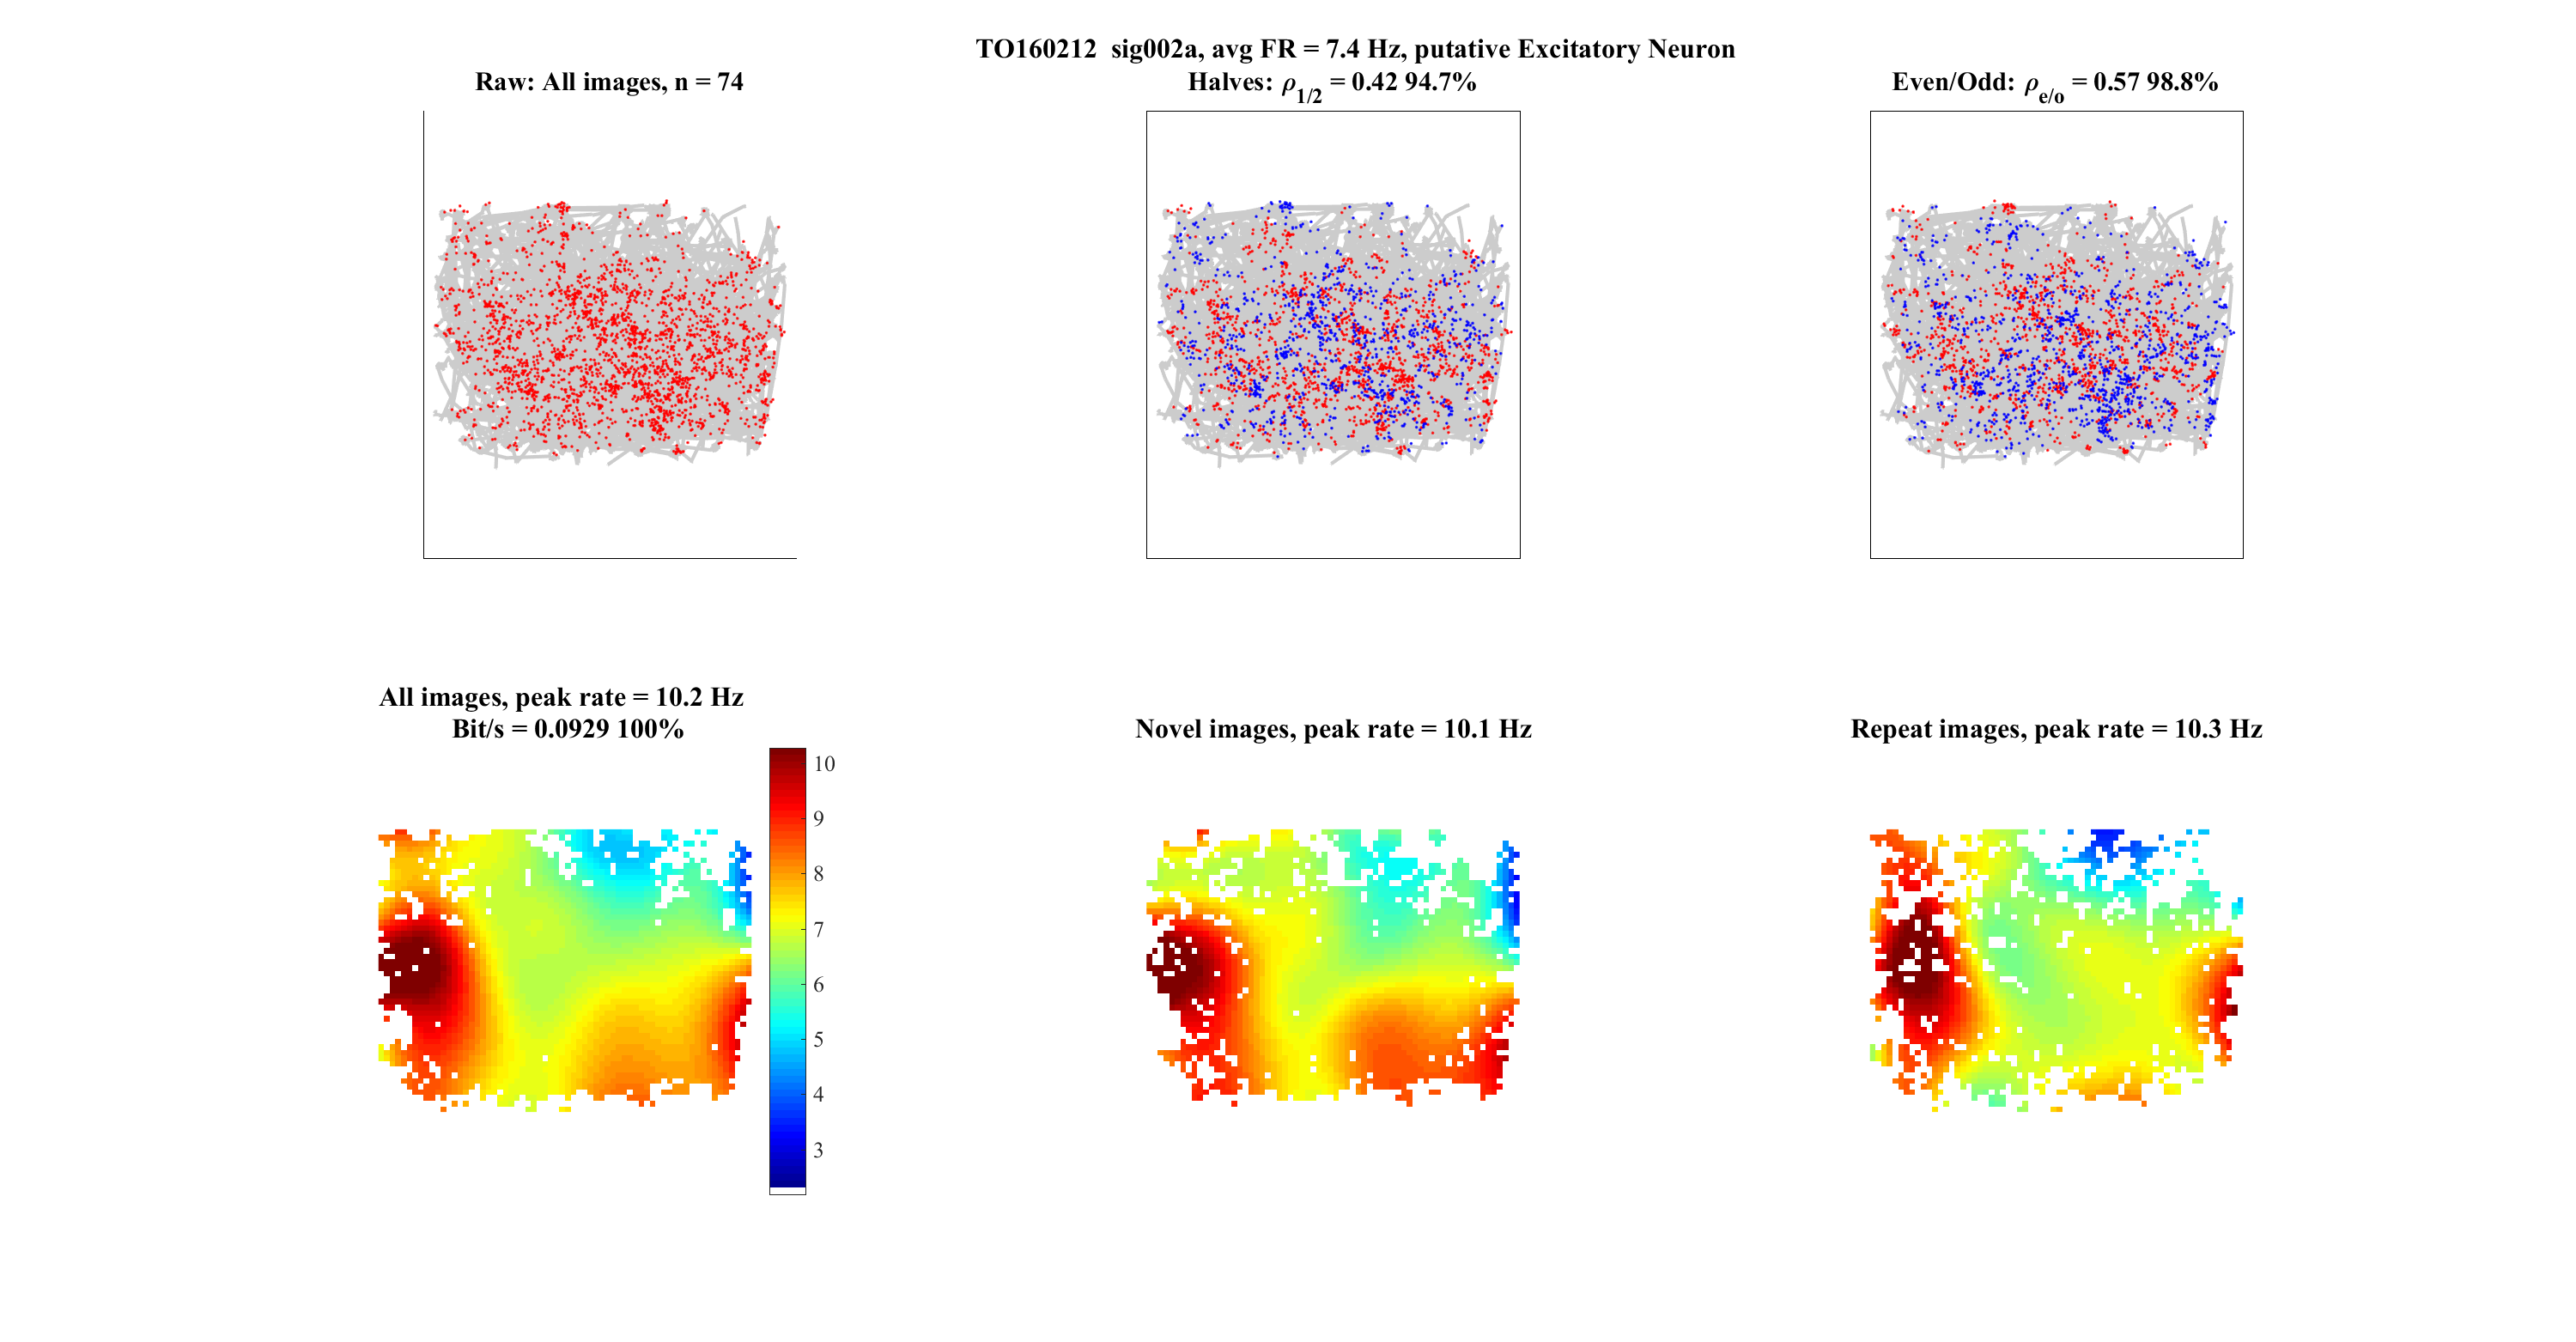 TO160212 sig002a, avg FR = 7.4 Hz, putative Excitatory Neuron
Raw: All images, n = 74
Halves: ρ1/2 = 0.42 94.7%
Even/Odd: ρe/o = 0.57 98.8%
All images, peak rate = 10.2 Hz
Bit/s = 0.0929 100%
Novel images, peak rate = 10.1 Hz
Repeat images, peak rate = 10.3 Hz
10
9
8
7
6
5
4
3